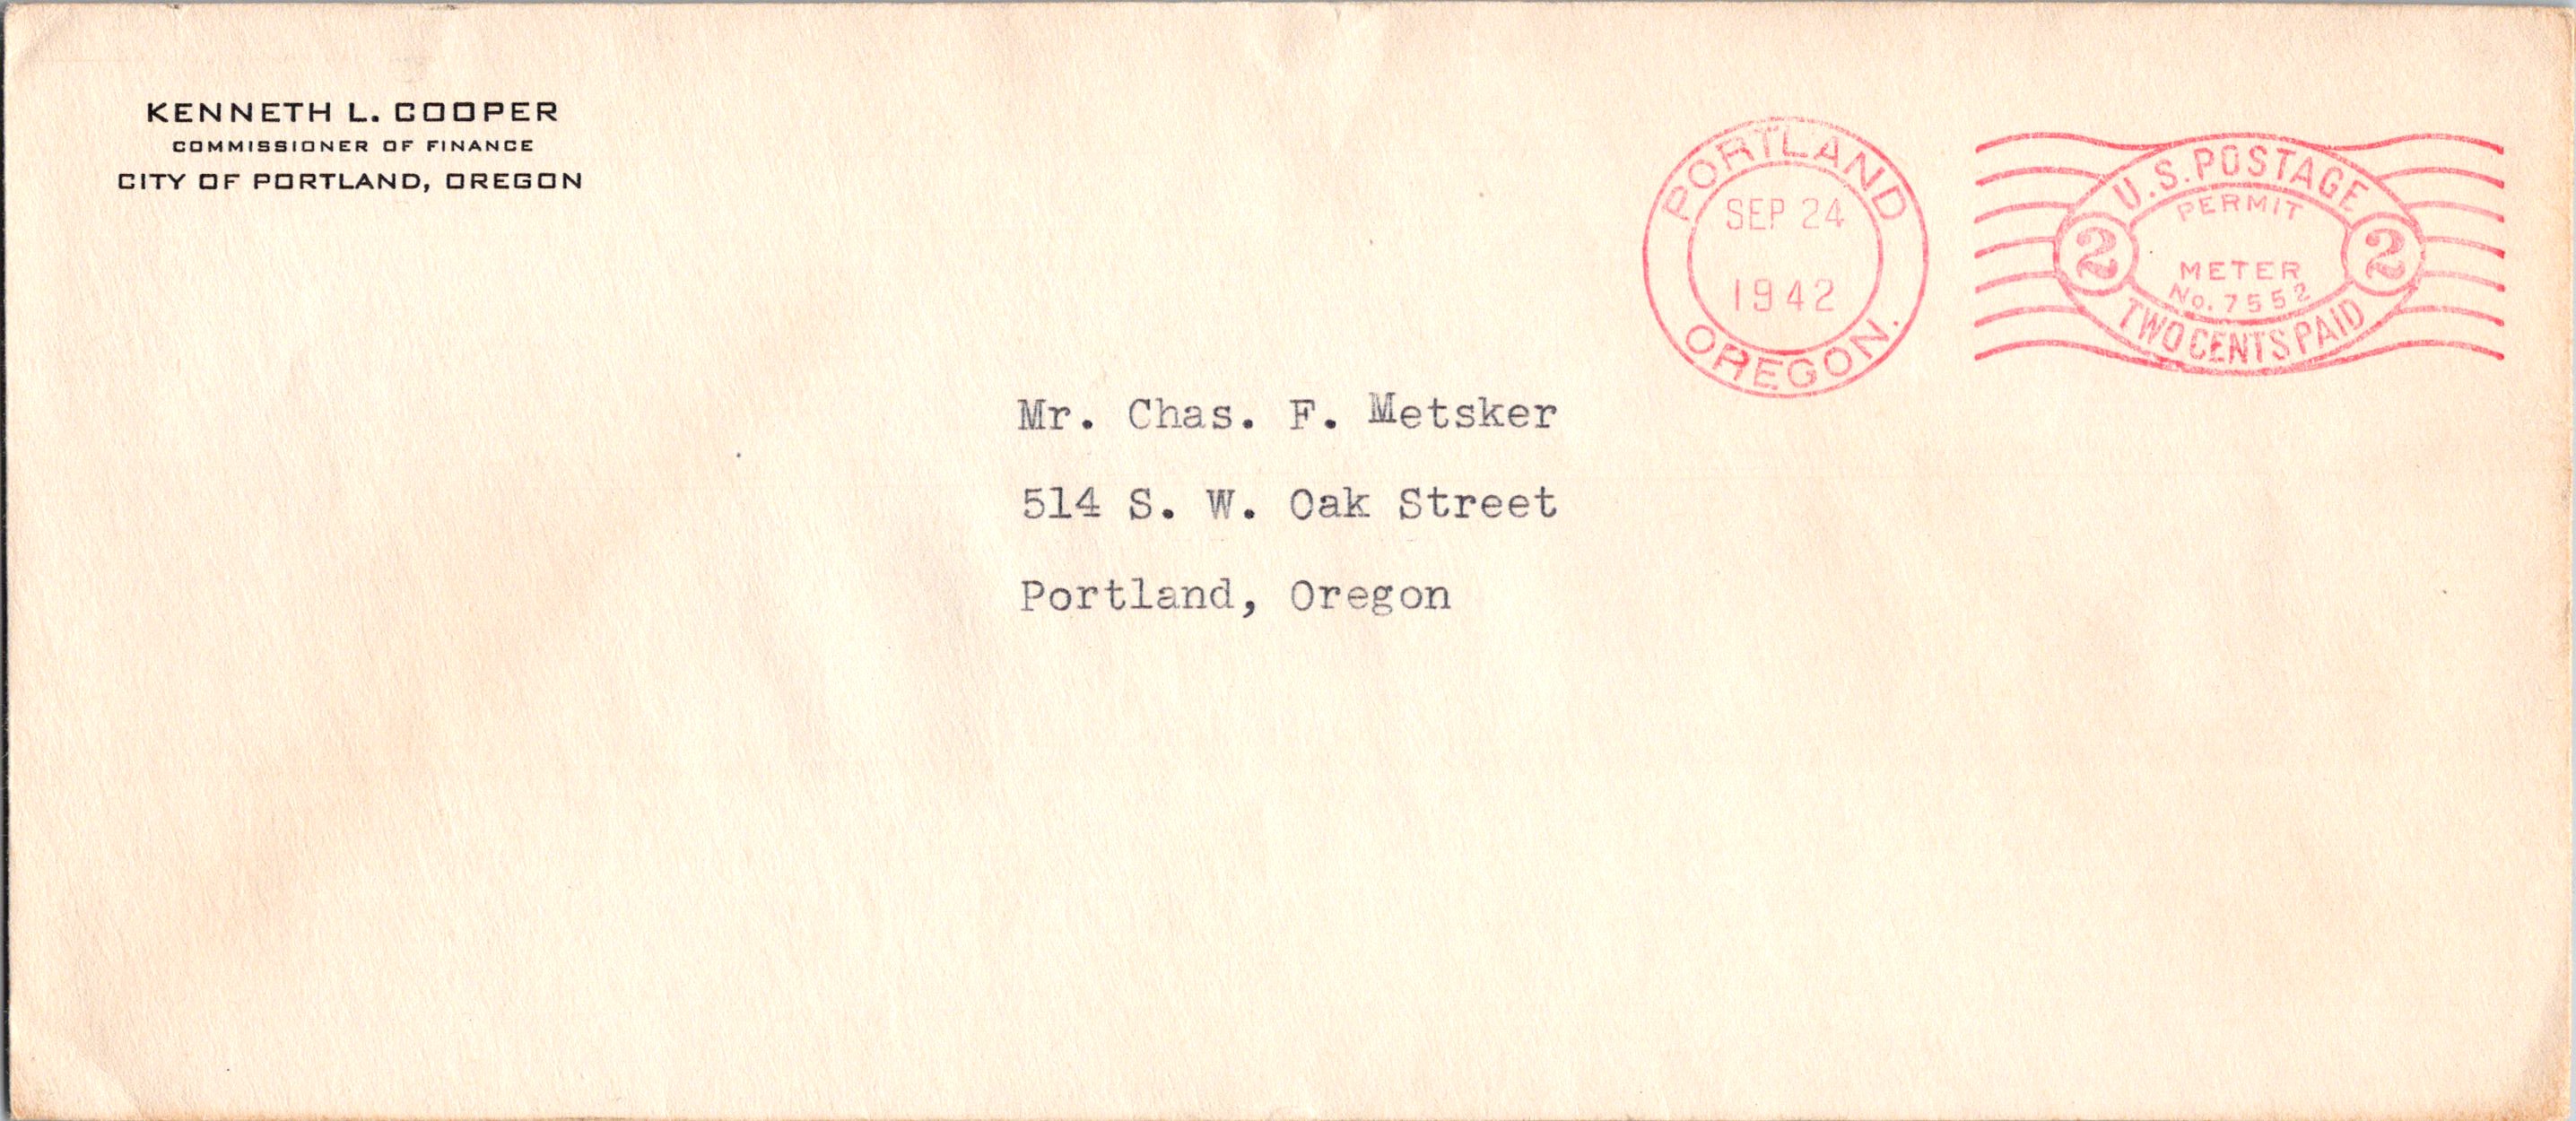 KENNETH L. COOPER
COMMISSIONER OF FINANCE
CITY OF PORTLAND, OREGON
PORTLAND
SEP 24
1942
OREGON.
U.S. POSTAGE
PERMIT
2 2
METER
No. 7552
TWO CENTS PAID
Mr. Chas. F. Metsker
514 S. W. Oak Street
Portland, Oregon